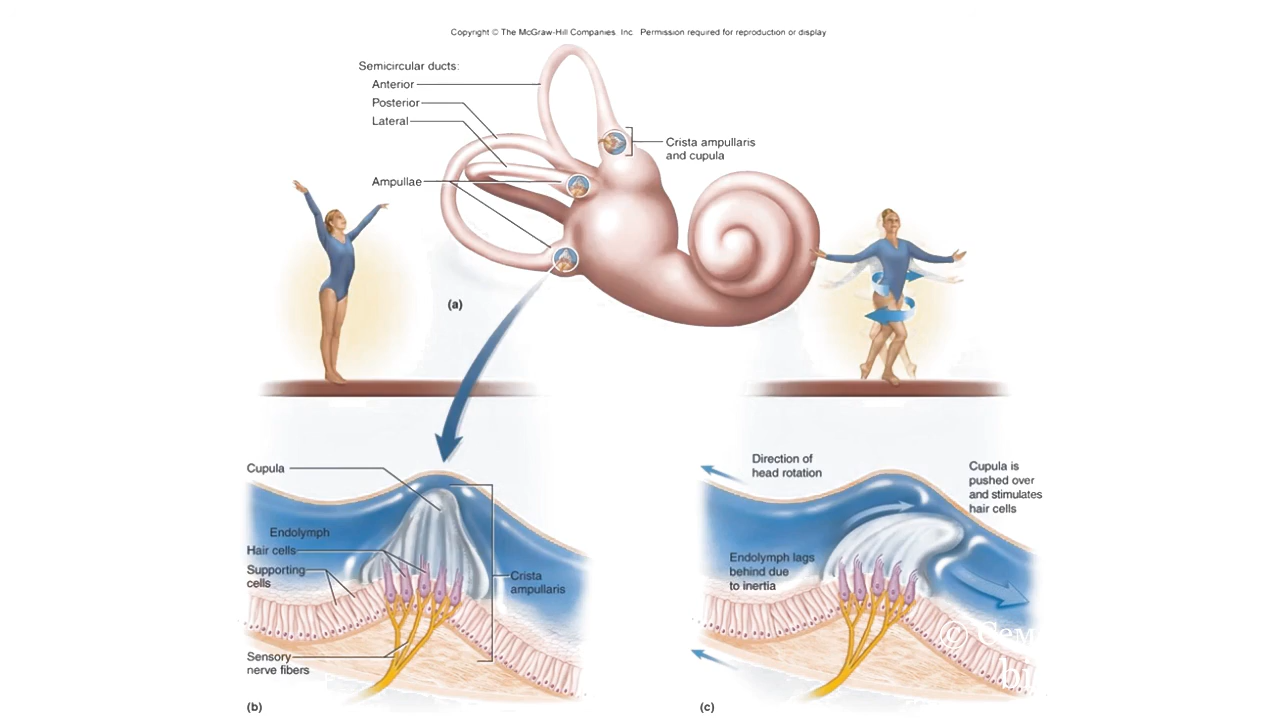 Copyright © The McGraw-Hill Companies, Inc. Permission required for reproduction or display
Semicircular ducts:
Anterior
Posterior
Lateral
Ampullae
Crista ampullaris
and cupula
(a)
Cupula
Endolymph
Hair cells
Supporting
cells
Crista
ampullaris
Sensory
nerve fibers
(b)
Direction of
head rotation
Cupula is
pushed over
and stimulates
hair cells
Endolymph lags
behind due
to inertia
(c)